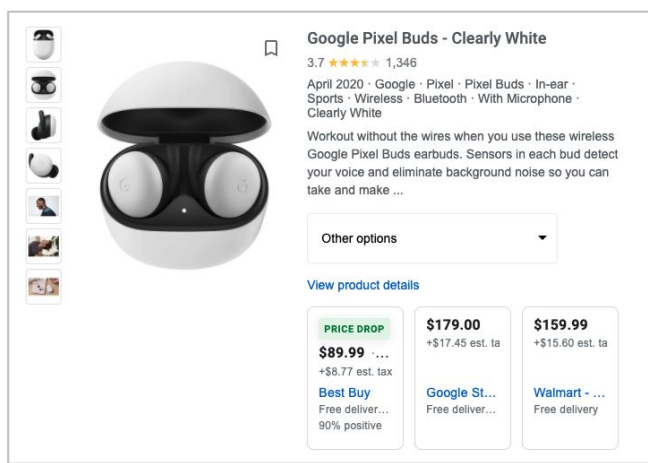 Google Pixel Buds - Clearly White
3.7 ★★★★★ 1,346
April 2020 · Google · Pixel · Pixel Buds · In-ear ·
Sports · Wireless · Bluetooth · With Microphone ·
Clearly White
Workout without the wires when you use these wireless
Google Pixel Buds earbuds. Sensors in each bud detect
your voice and eliminate background noise so you can
take and make ...
Other options
View product details
PRICE DROP
$89.99 ·...
+$8.77 est. tax
Best Buy
Free deliver...
90% positive
$179.00
+$17.45 est. ta
Google St...
Free deliver...
$159.99
+$15.60 est. ta
Walmart - ...
Free delivery